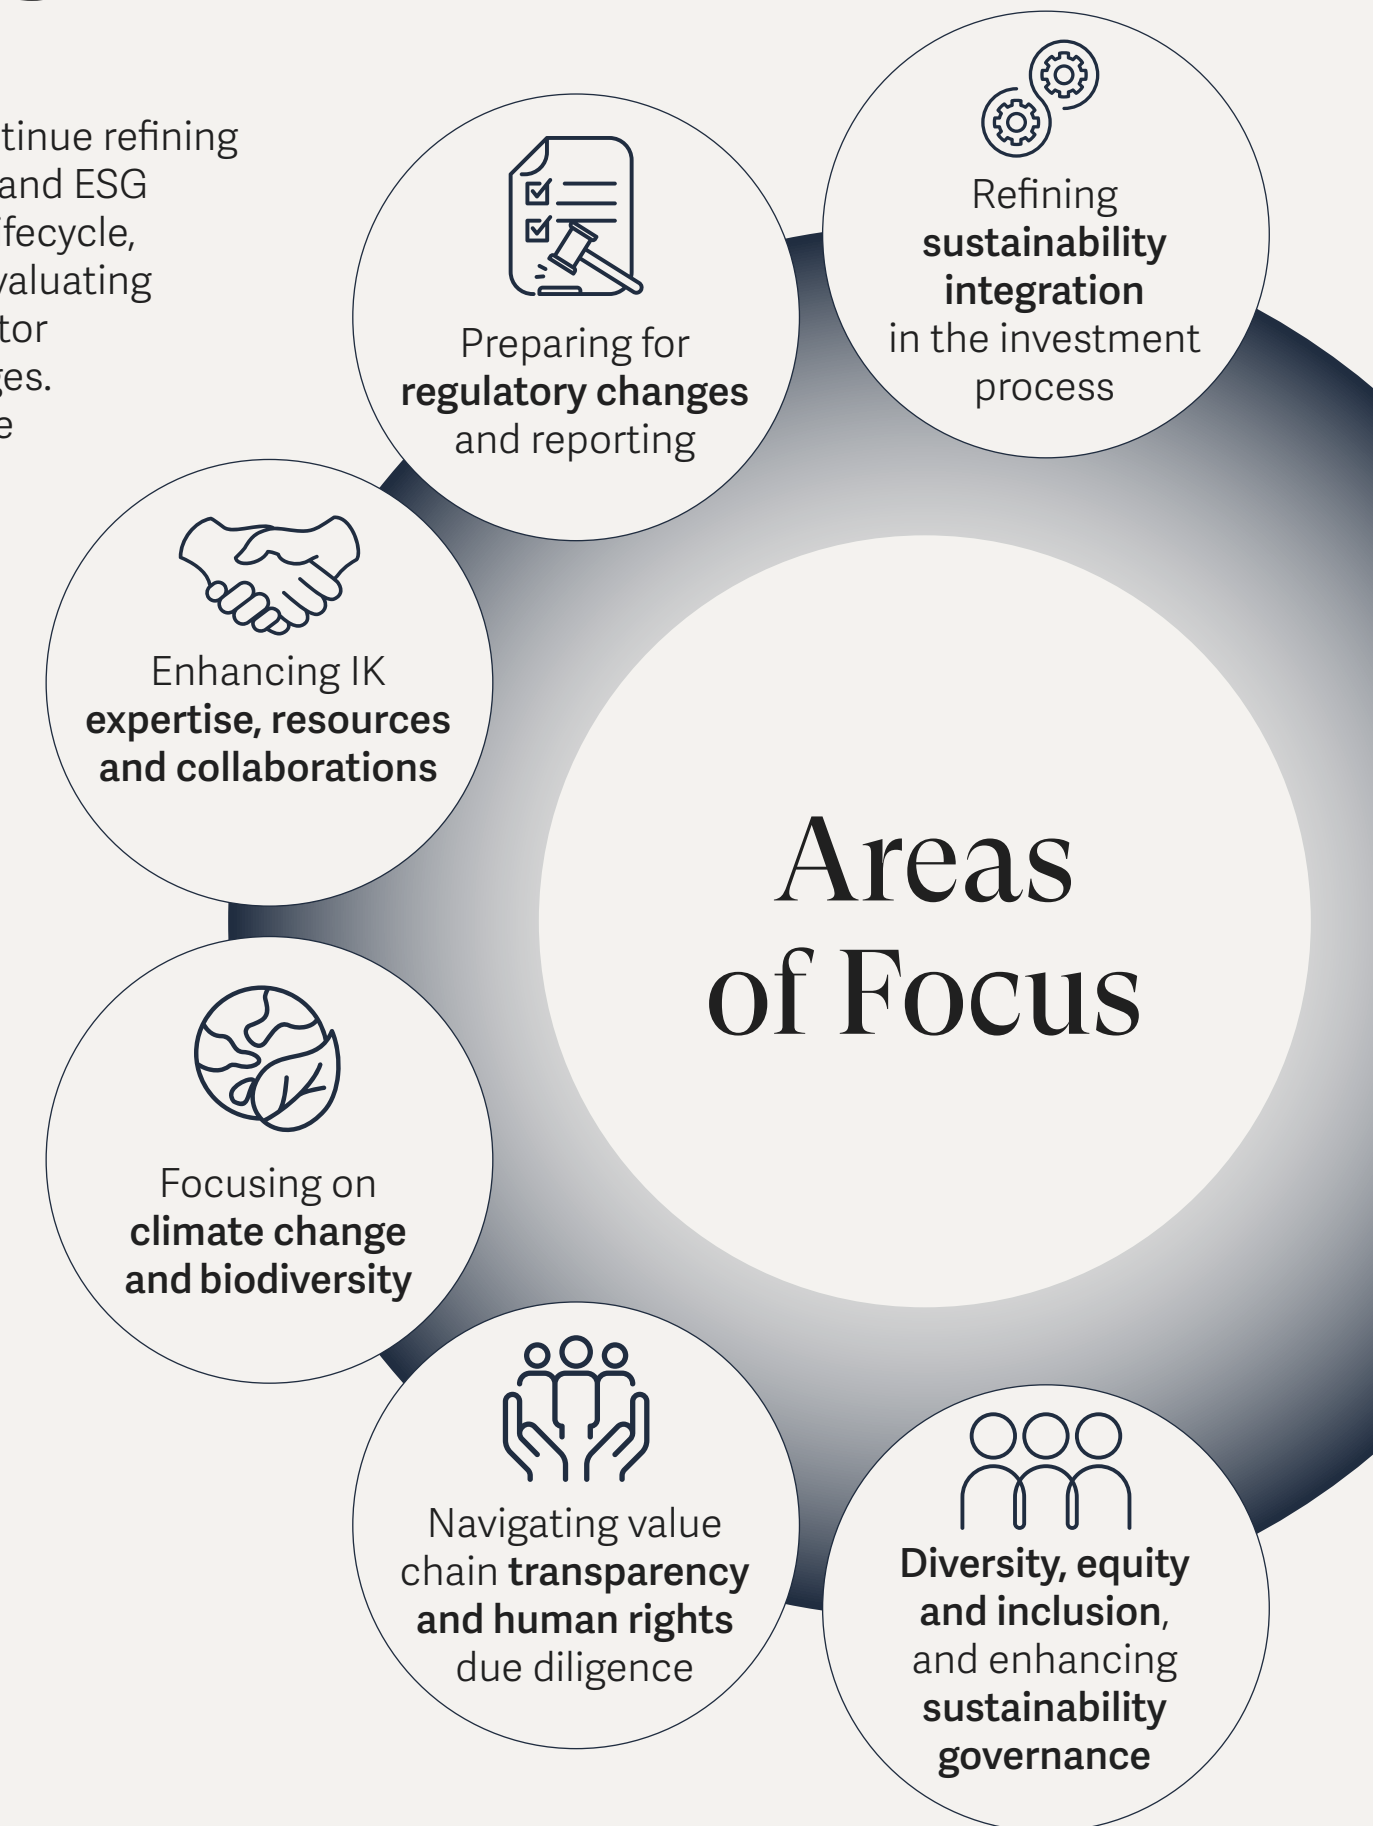 tinue refining
and ESG
ifecycle,
valuating
tor
ges.
e
Refining
sustainability
integration
in the investment
process
Preparing for
regulatory changes
and reporting
Enhancing IK
expertise, resources
and collaborations
Areas
of Focus
Focusing on
climate change
and biodiversity
Navigating value
chain transparency
and human rights
due diligence
Diversity, equity
and inclusion,
and enhancing
sustainability
governance